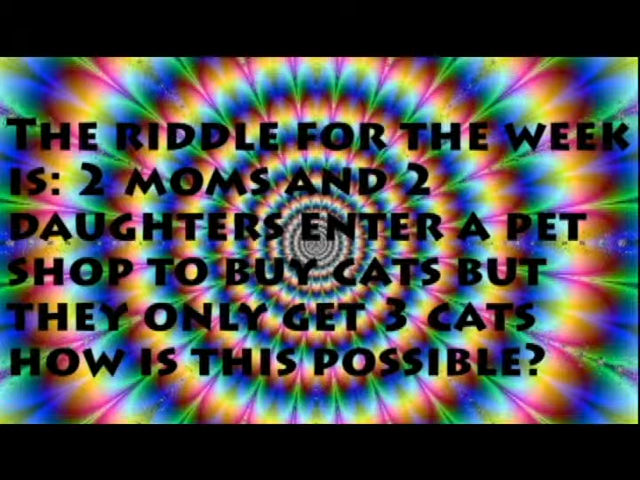 THE RIDDLE FOR THE WEEK
IS: 2 MOMS AND 2
DAUGHTERS ENTER A PET
SHOP TO BUY CATS BUT
THEY ONLY GET 3 CATS
HOW IS THIS POSSIBLE?